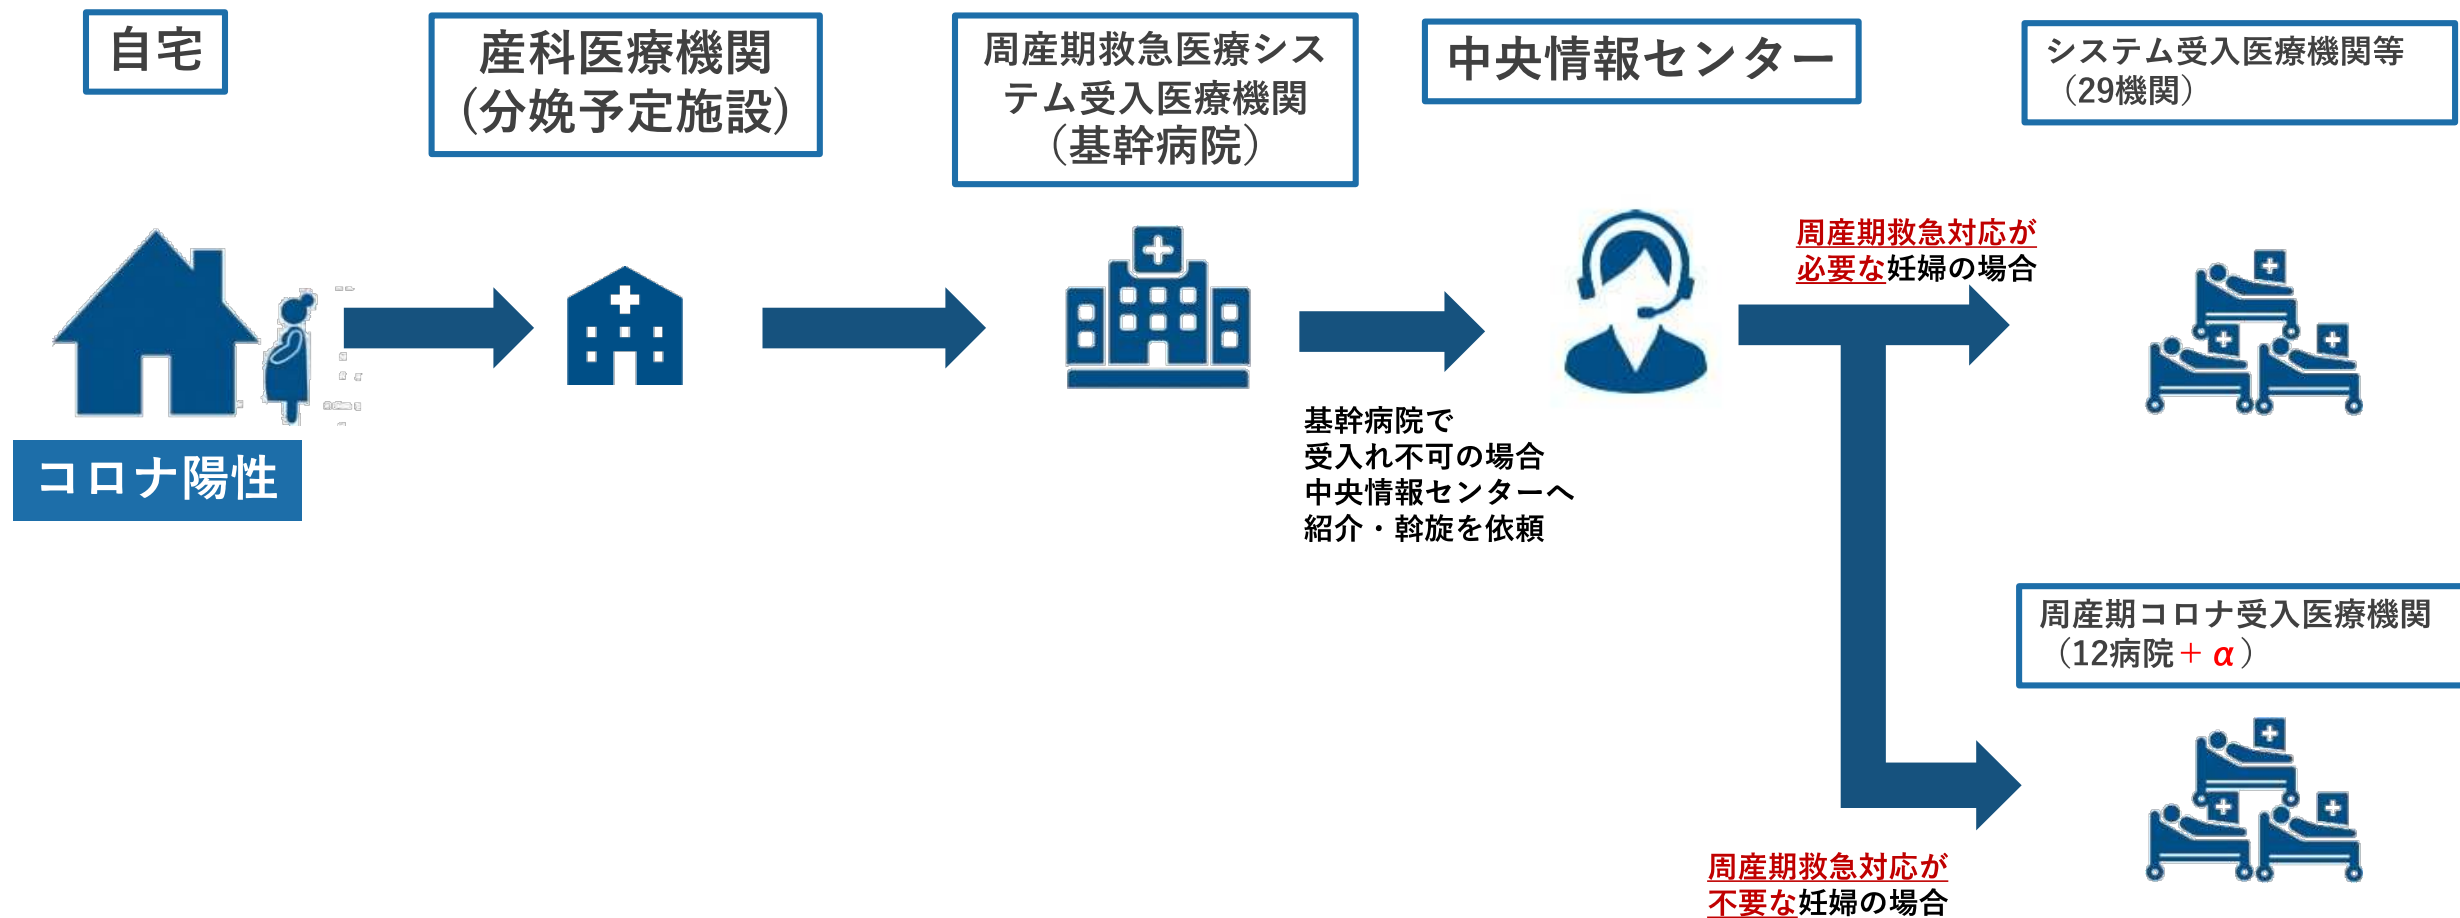 自宅
産科医療機関
(分娩予定施設)
周産期救急医療シス
テム受入医療機関
（基幹病院）
中央情報センター
システム受入医療機関等
（29機関）
周産期救急対応が
必要な妊婦の場合
コロナ陽性
基幹病院で
受入れ不可の場合
中央情報センターへ
紹介・斡旋を依頼
周産期コロナ受入医療機関
（12病院＋α）
周産期救急対応が
不要な妊婦の場合